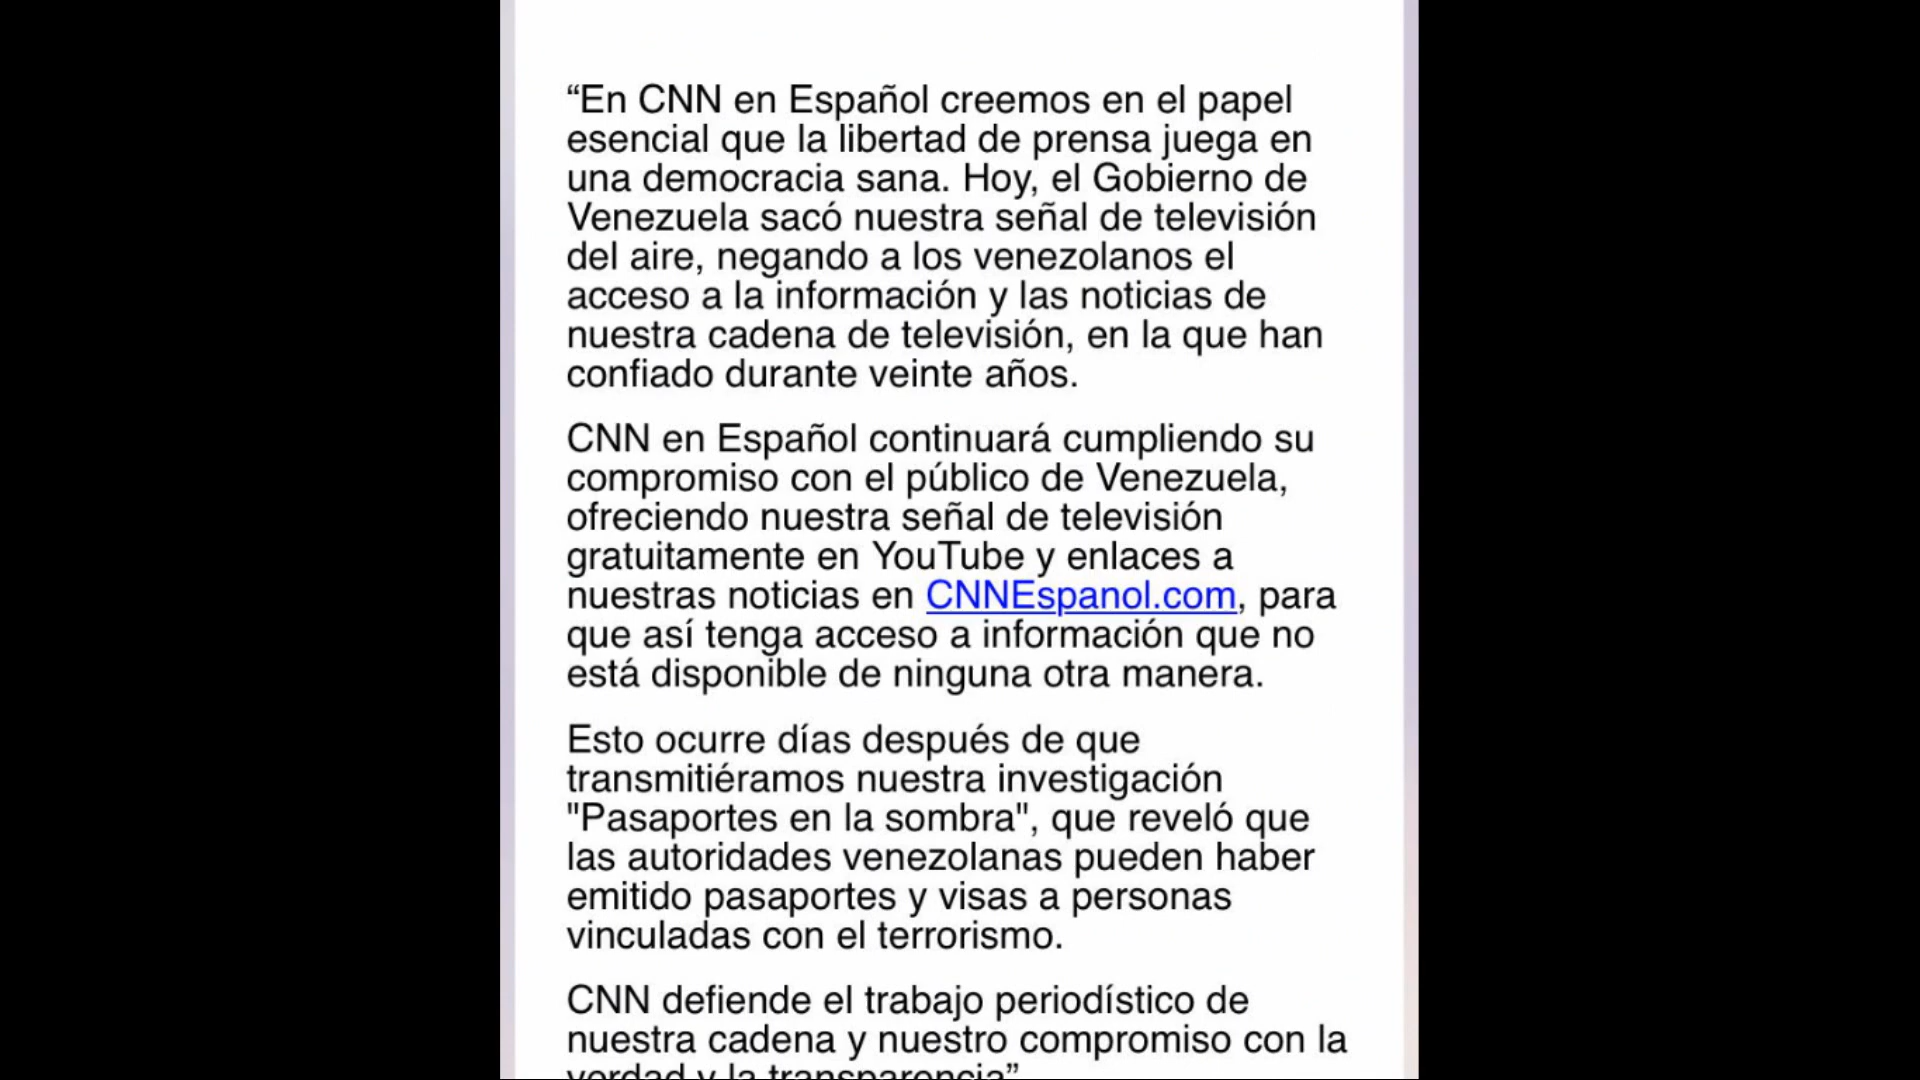 “En CNN en Español creemos en el papel
esencial que la libertad de prensa juega en
una democracia sana. Hoy, el Gobierno de
Venezuela sacó nuestra señal de televisión
del aire, negando a los venezolanos el
acceso a la información y las noticias de
nuestra cadena de televisión, en la que han
confiado durante veinte años.
CNN en Español continuará cumpliendo su
compromiso con el público de Venezuela,
ofreciendo nuestra señal de televisión
gratuitamente en YouTube y enlaces a
nuestras noticias en CNNEspanol.com, para
que así tenga acceso a información que no
está disponible de ninguna otra manera.
Esto ocurre días después de que
transmitiéramos nuestra investigación
"Pasaportes en la sombra", que reveló que
las autoridades venezolanas pueden haber
emitido pasaportes y visas a personas
vinculadas con el terrorismo.
CNN defiende el trabajo periodístico de
nuestra cadena y nuestro compromiso con la
verdad y la transparencia”